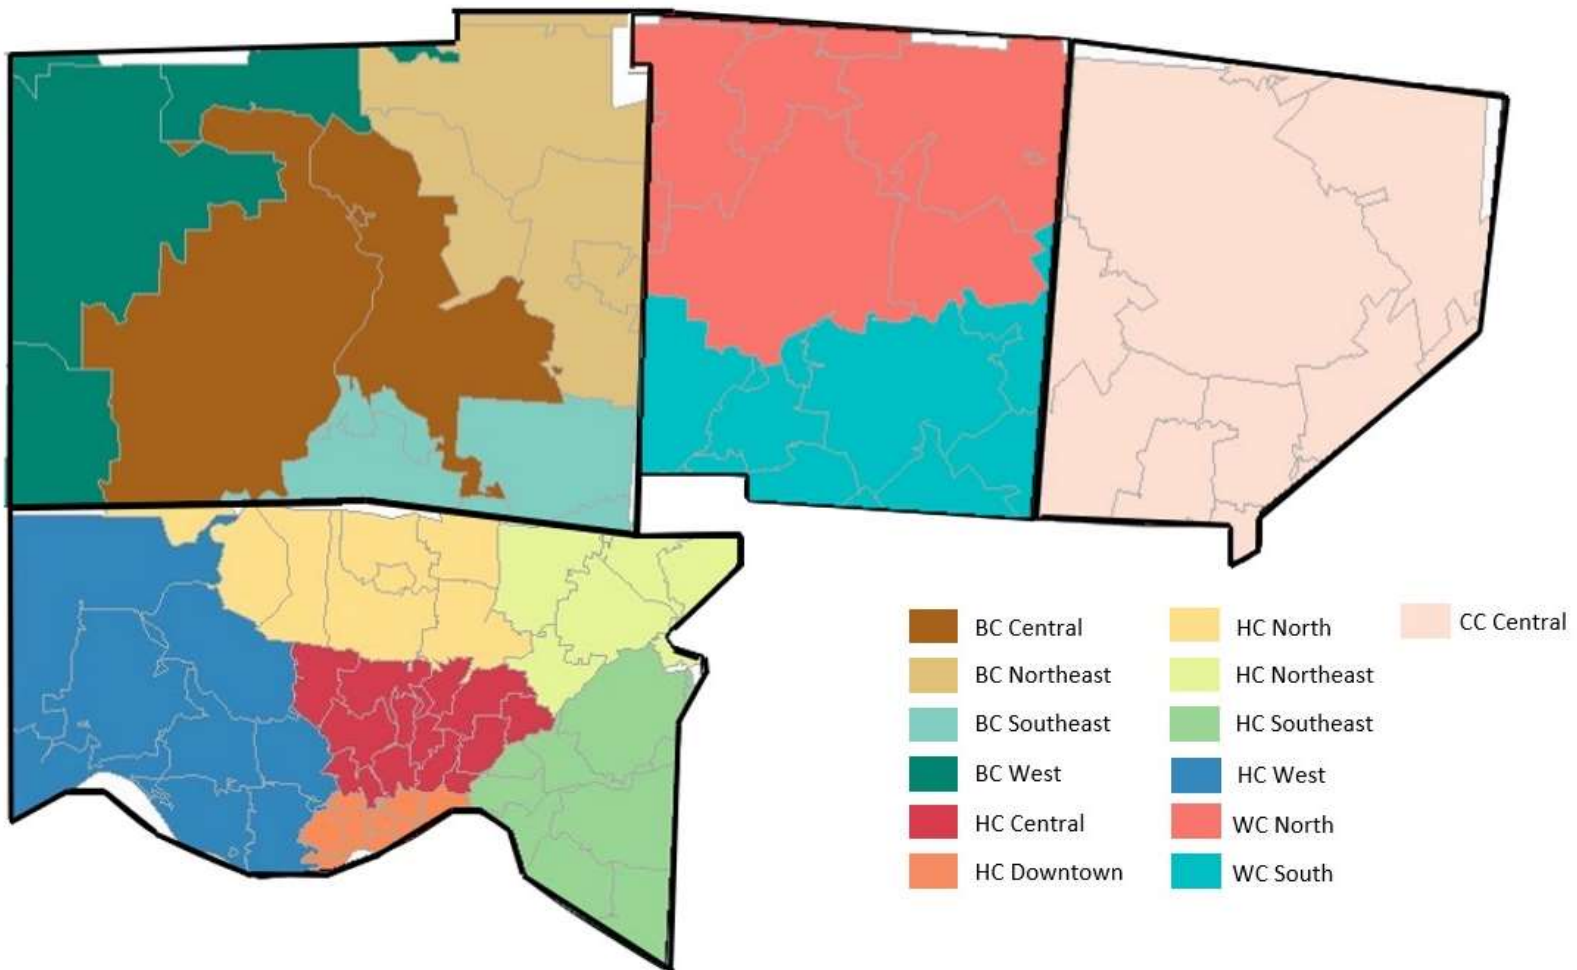 BC Central
BC Northeast
BC Southeast
BC West
HC Central
HC Downtown
HC North
HC Northeast
HC Southeast
HC West
WC North
WC South
CC Central